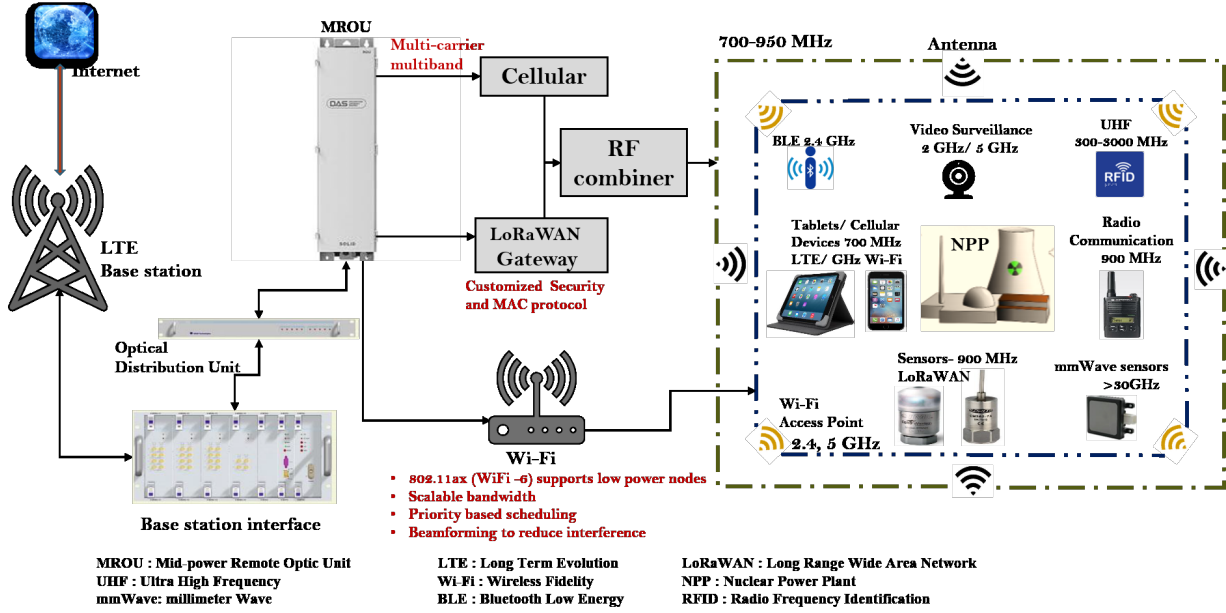 Internet
LTE
Base station
MROU
DAS
SOLiD
Multi-carrier
multiband
Cellular
RF
combiner
LoRaWAN
Gateway
Customized Security
and MAC protocol
Optical
Distribution Unit
Base station interface
Wi-Fi
• 802.11ax (WiFi -6) supports low power nodes
• Scalable bandwidth
• Priority based scheduling
• Beamforming to reduce interference
700-950 MHz
Antenna
BLE 2.4 GHz
Video Surveillance
2 GHz/ 5 GHz
UHF
300-3000 MHz
RFID
Tablets/ Cellular
Devices 700 MHz
LTE/ GHz Wi-Fi
NPP
Radio
Communication
900 MHz
Sensors- 900 MHz
LoRaWAN
mmWave sensors
>30GHz
Wi-Fi
Access Point
2.4, 5 GHz
MROU : Mid-power Remote Optic Unit
LTE : Long Term Evolution
LoRaWAN : Long Range Wide Area Network
UHF : Ultra High Frequency
Wi-Fi : Wireless Fidelity
NPP : Nuclear Power Plant
mmWave: millimeter Wave
BLE : Bluetooth Low Energy
RFID : Radio Frequency Identification